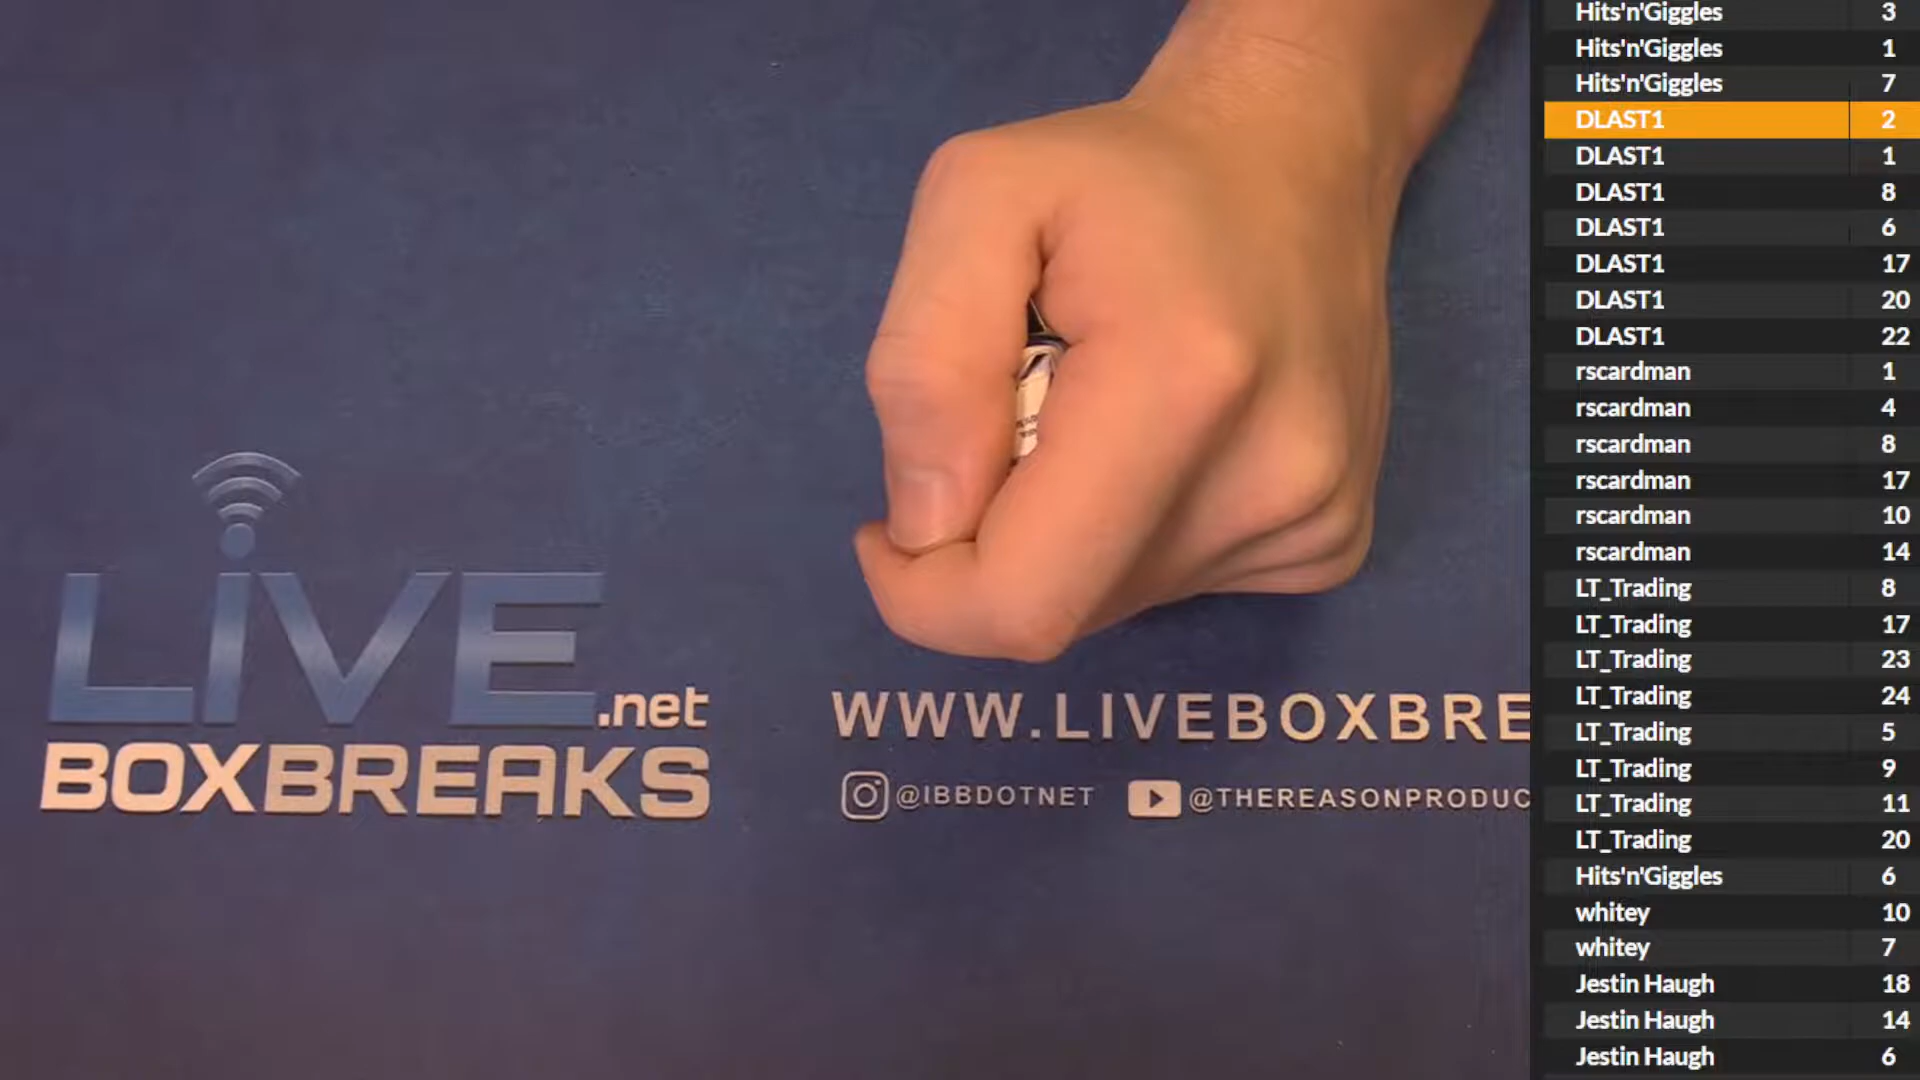 LiVE
.net
BOXBREAKS
WWW.LIVEBOXBRE
@IBBDOTNET @THEREASONPRODUC
Hits'n'Giggles 3
Hits'n'Giggles 1
Hits'n'Giggles 7
DLAST1 2
DLAST1 1
DLAST1 8
DLAST1 6
DLAST1 17
DLAST1 20
DLAST1 22
rscardman 1
rscardman 4
rscardman 8
rscardman 17
rscardman 10
rscardman 14
LT_Trading 8
LT_Trading 17
LT_Trading 23
LT_Trading 24
LT_Trading 5
LT_Trading 9
LT_Trading 11
LT_Trading 20
Hits'n'Giggles 6
whitey 10
whitey 7
Jestin Haugh 18
Jestin Haugh 14
Jestin Haugh 6